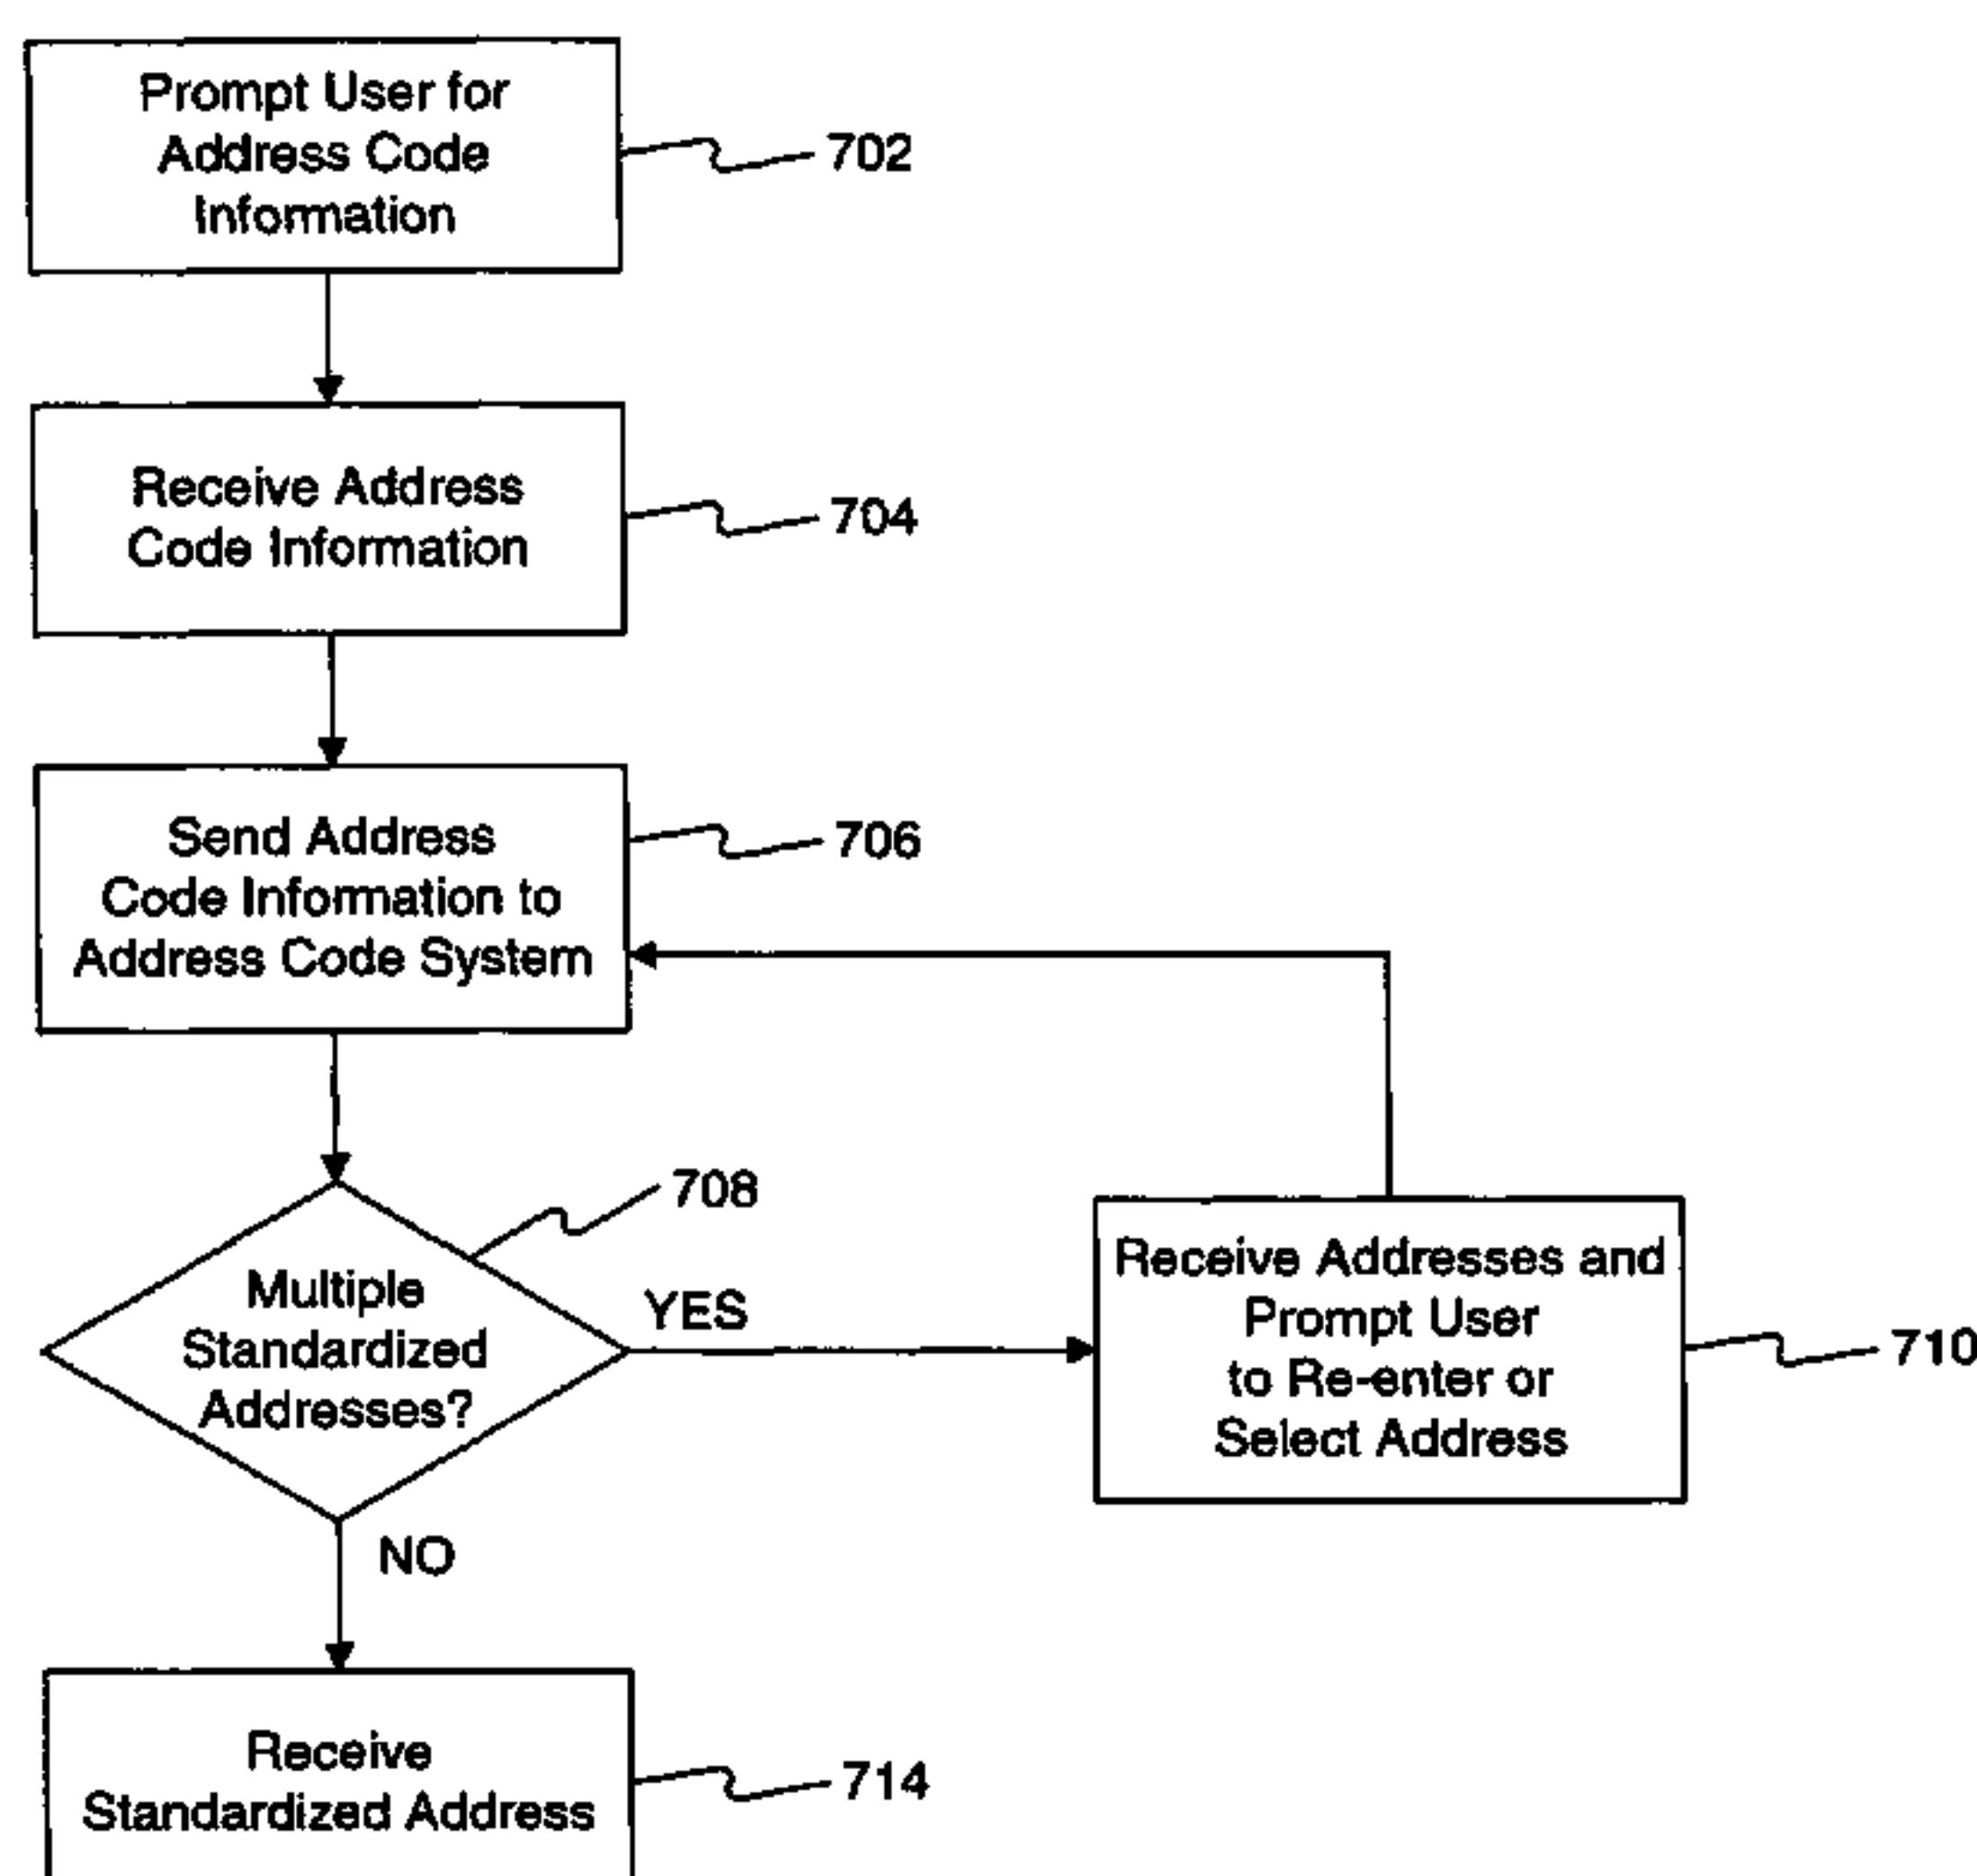 Prompt User for
Address Code
Information
702
Receive Address
Code Information
704
Send Address
Code Information to
Address Code System
706
708
Multiple
Standardized
Addresses?
YES
Receive Addresses and
Prompt User
to Re-enter or
Select Address
710
NO
Receive
Standardized Address
714